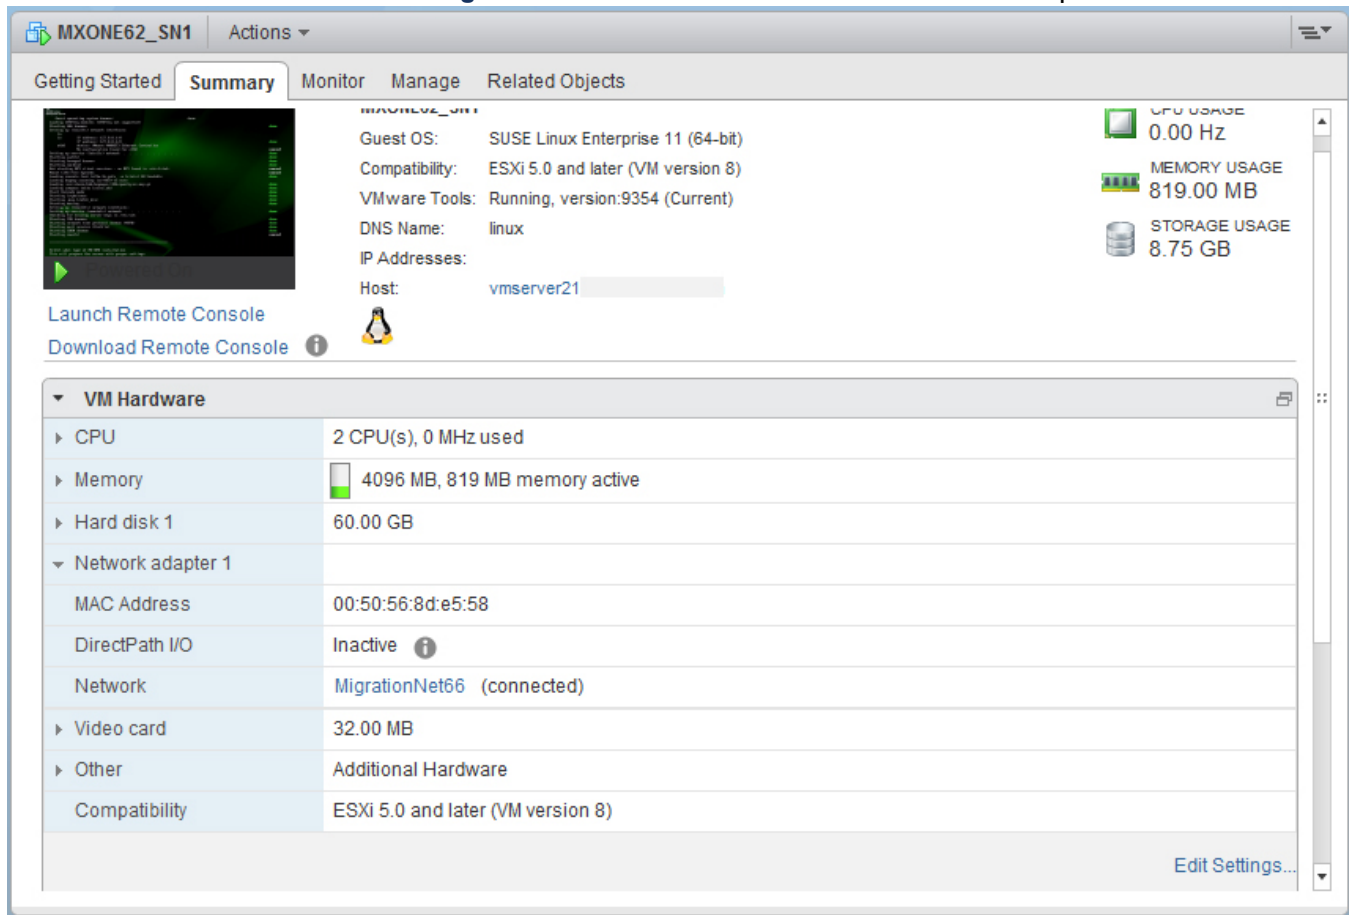 MXONE62_SN1 Actions
Getting Started Summary Monitor Manage Related Objects
MXONE62_SN1
CPU USAGE
0.00 Hz
Guest OS: SUSE Linux Enterprise 11 (64-bit)
Compatibility: ESXi 5.0 and later (VM version 8)
MEMORY USAGE
819.00 MB
VMware Tools: Running, version:9354 (Current)
DNS Name: linux
STORAGE USAGE
8.75 GB
IP Addresses:
Powered On
Host: vmserver21
Launch Remote Console
Download Remote Console
VM Hardware
CPU 2 CPU(s), 0 MHz used
Memory 4096 MB, 819 MB memory active
Hard disk 1 60.00 GB
Network adapter 1
MAC Address 00:50:56:8d:e5:58
DirectPath I/O Inactive
Network MigrationNet66 (connected)
Video card 32.00 MB
Other Additional Hardware
Compatibility ESXi 5.0 and later (VM version 8)
Edit Settings...